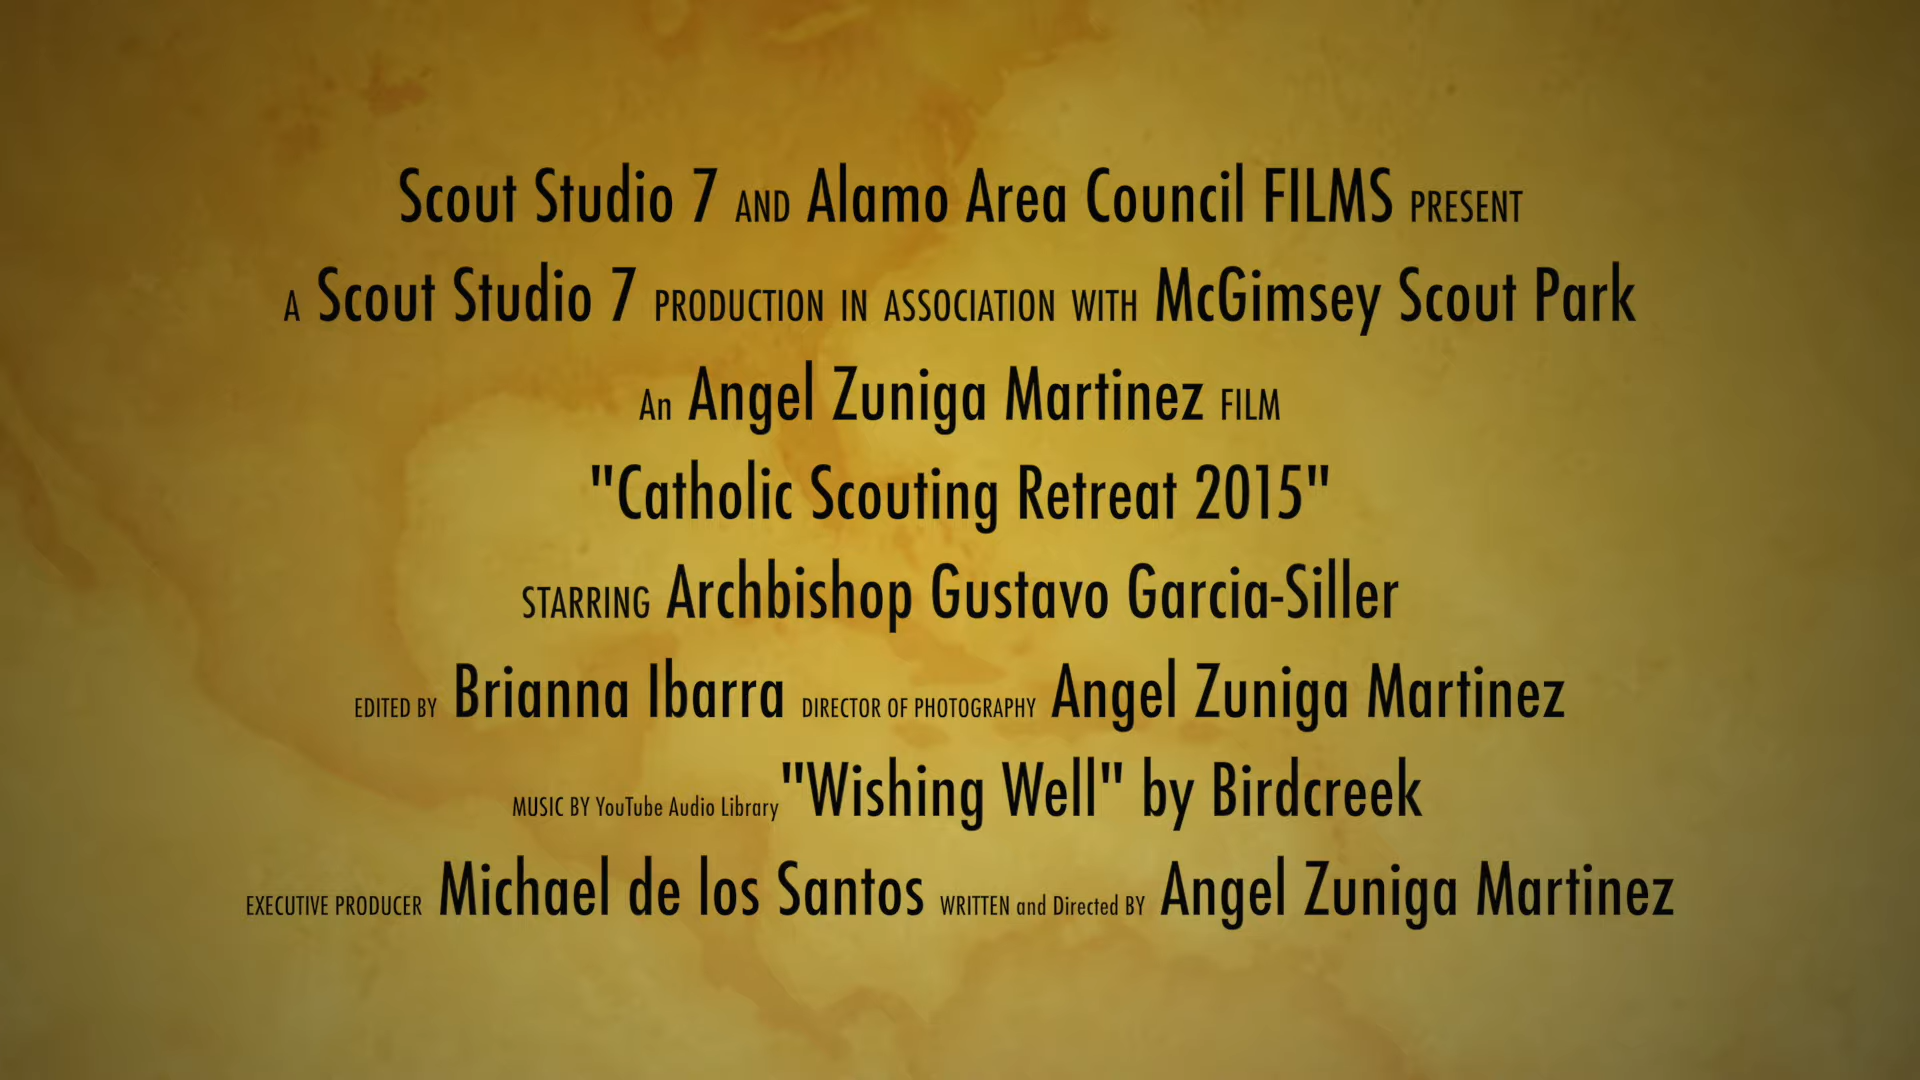 Scout Studio 7 AND Alamo Area Council FILMS PRESENT
A Scout Studio 7 PRODUCTION IN ASSOCIATION WITH McGimsey Scout Park
An Angel Zuniga Martinez FILM
"Catholic Scouting Retreat 2015"
STARRING Archbishop Gustavo Garcia-Siller
EDITED BY Brianna Ibarra DIRECTOR OF PHOTOGRAPHY Angel Zuniga Martinez
MUSIC BY YouTube Audio Library "Wishing Well" by Birdcreek
EXECUTIVE PRODUCER Michael de los Santos WRITTEN and Directed BY Angel Zuniga Martinez